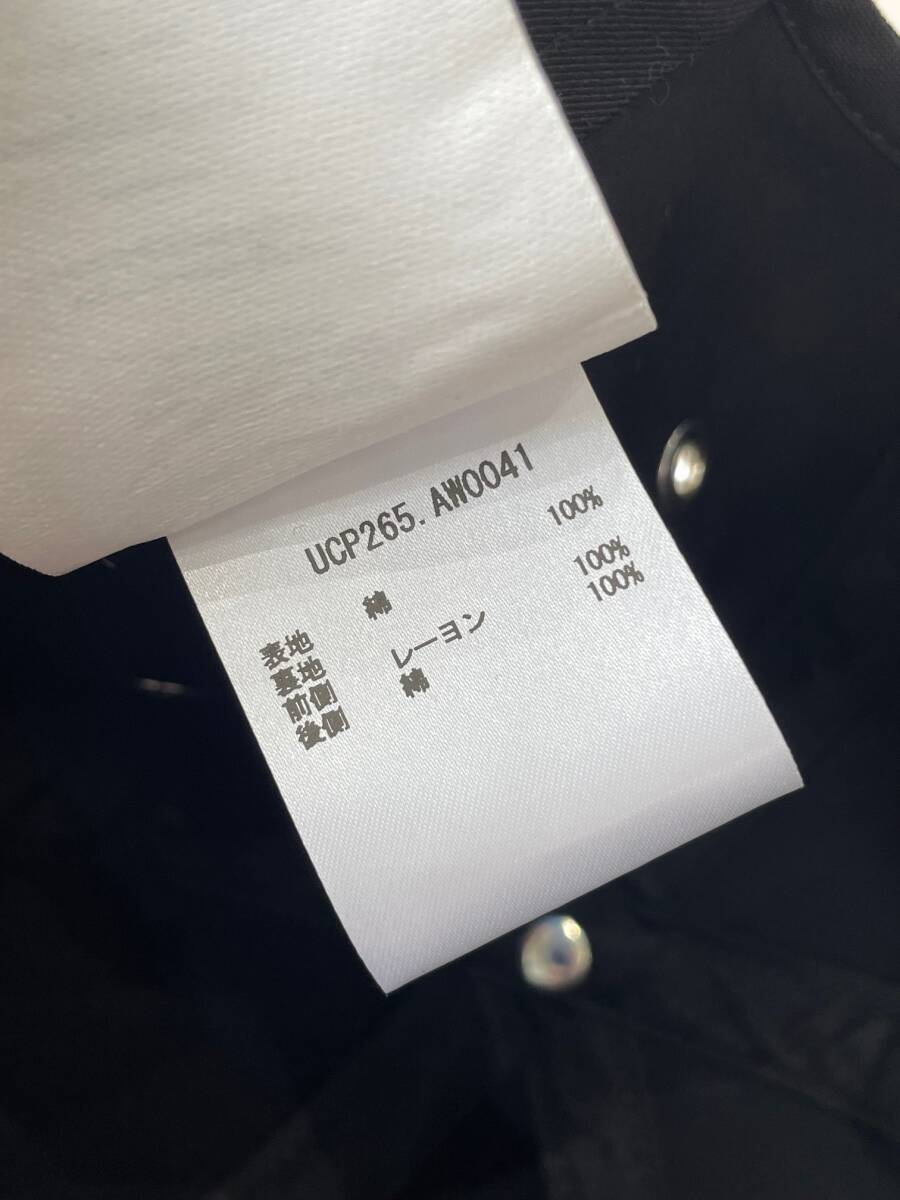 UCP265.AW0041
表地 綿 100%
裏地
前側 レーヨン 100%
後側 綿 100%